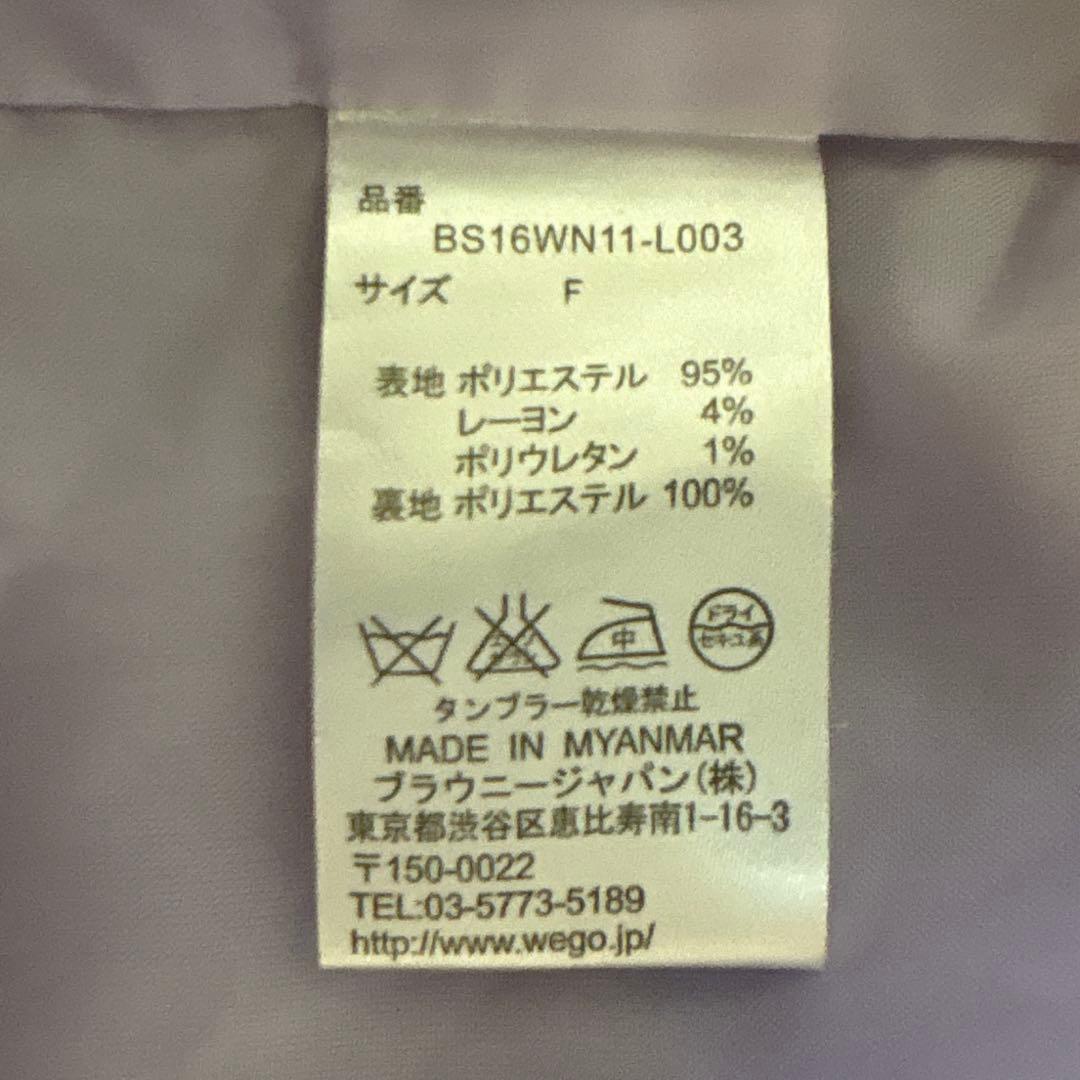 品番
BS16WN11-L003
サイズ F
表地 ポリエステル 95%
レーヨン 4%
ポリウレタン 1%
裏地 ポリエステル 100%
中
ドライ
セキユ系
タンブラー乾燥禁止
MADE IN MYANMAR
ブラウニージャパン(株)
東京都渋谷区恵比寿南1-16-3
〒150-0022
TEL:03-5773-5189
http://www.wego.jp/